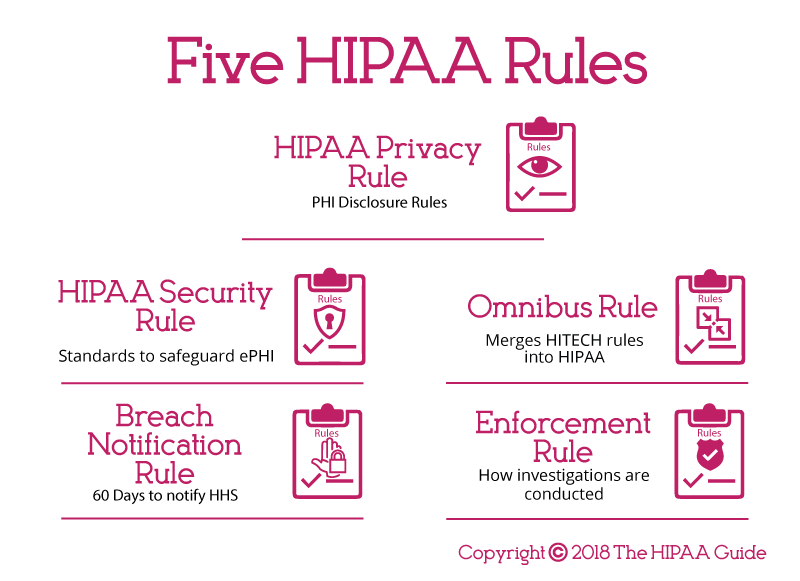 Five HIPAA Rules
HIPAA Privacy
Rule
PHI Disclosure Rules
Rules
HIPAA Security
Rule
Standards to safeguard ePHI
Rules
Omnibus Rule
Merges HITECH rules
into HIPAA
Rules
Breach
Notification
Rule
60 Days to notify HHS
Rules
Enforcement
Rule
How investigations are
conducted
Rules
Copyright © 2018 The HIPAA Guide